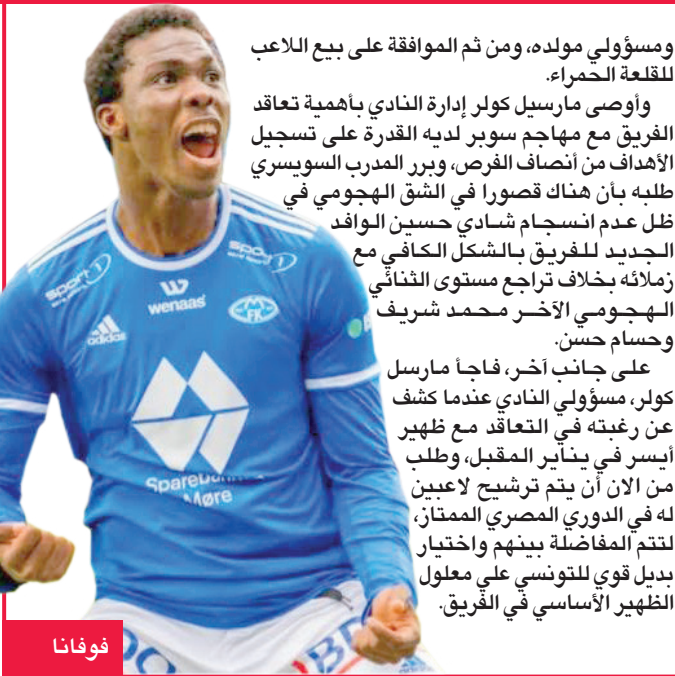 ومسؤولي مولده، ومن ثم الموافقة على بيع اللاعب
للقلعة الحمراء.
وأوصى مارسيل كولر إدارة النادي بأهمية تعاقد
الفريق مع مهاجم سوبر لديه القدرة على تسجيل
الأهداف من أنصاف الفرص، وبرر المدرب السويسري
طلبه بأن هناك قصورا في الشق الهجومي في
ظل عدم انسجام شادي حسين الوافد
الجديد للفريق بالشكل الكافي مع
زملائه بخلاف تراجع مستوى الثنائي
الهجومي الآخر محمد شريف
وحسام حسن.
على جانب آخر، فاجأ مارسل
كولر، مسؤولي النادي عندما كشف
عن رغبته في التعاقد مع ظهير
أيسر في يناير المقبل، وطلب
من الان أن يتم ترشيح لاعبين
له في الدوري المصري الممتاز،
لتتم المفاضلة بينهم واختيار
بديل قوي للتونسي علي معلول
الظهير الأساسي في الفريق.
sport1
sport1
wenaas
adidas
MFK
Møre
فوفانا